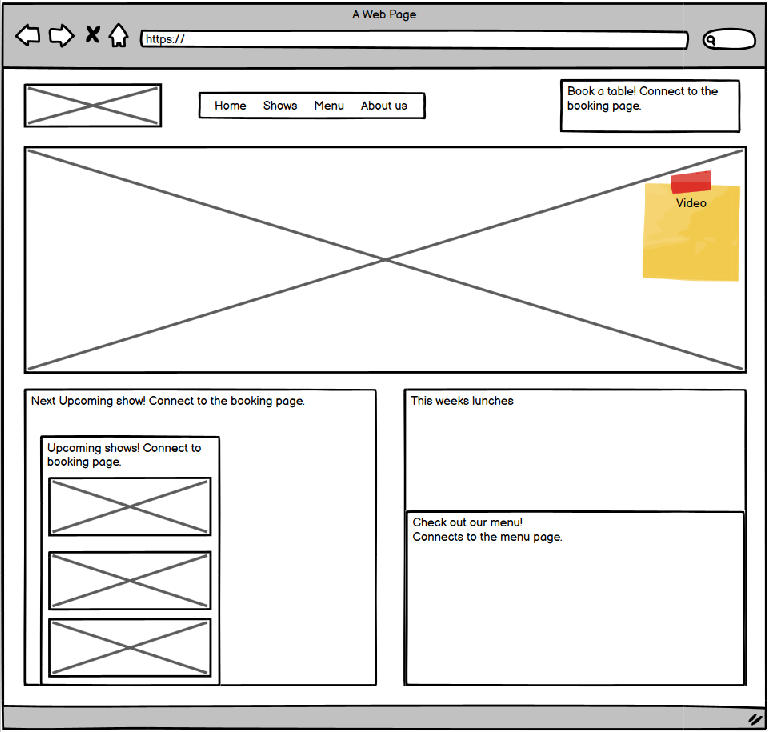 A Web Page
https://
Home Shows Menu About us
Book a table! Connect to the
booking page.
Video
Next Upcoming show! Connect to the booking page.
Upcoming shows! Connect to
booking page.
This weeks lunches
Check out our menu!
Connects to the menu page.